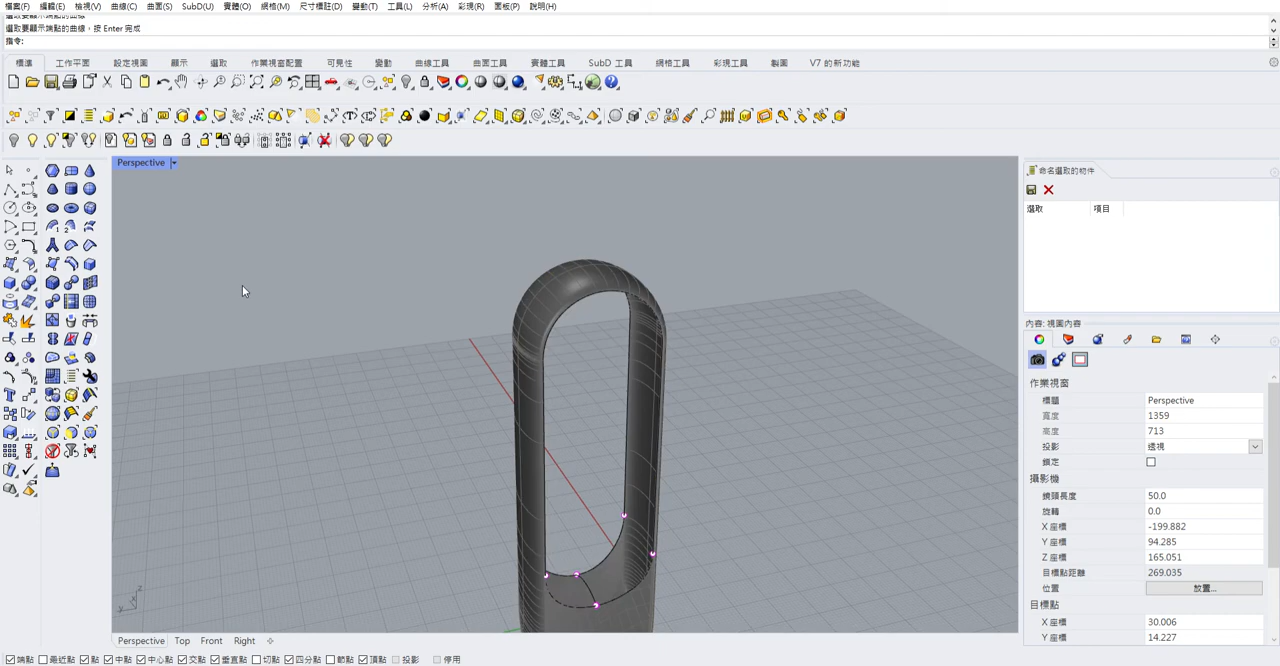 檔案(F) 編輯(E) 檢視(V) 曲線(C) 曲面(S) SubD(U) 實體(O) 網格(M) 尺寸標註(D) 變動(T) 工具(L) 分析(A) 彩現(R) 面板(P) 說明(H)
選取要顯示端點的曲線
選取要顯示端點的曲線，按 Enter 完成
指令:
標準 工作平面 設定視圖 顯示 選取 作業視窗配置 可見性 變動 曲線工具 曲面工具 實體工具 SubD 工具 網格工具 彩現工具 製圖 V7 的新功能
Perspective
命名選取的物件
選取 項目
內容: 視圖內容
作業視窗
標題 Perspective
寬度 1359
高度 713
投影 透視
鎖定
攝影機
鏡頭長度 50.0
旋轉 0.0
X 座標 -199.882
Y 座標 94.285
Z 座標 165.051
目標點距離 269.035
位置 放置...
目標點
X 座標 30.006
Y 座標 14.227
z
y x
Perspective Top Front Right
端點 最近點 點 中點 中心點 交點 垂直點 切點 四分點 節點 頂點 投影 停用